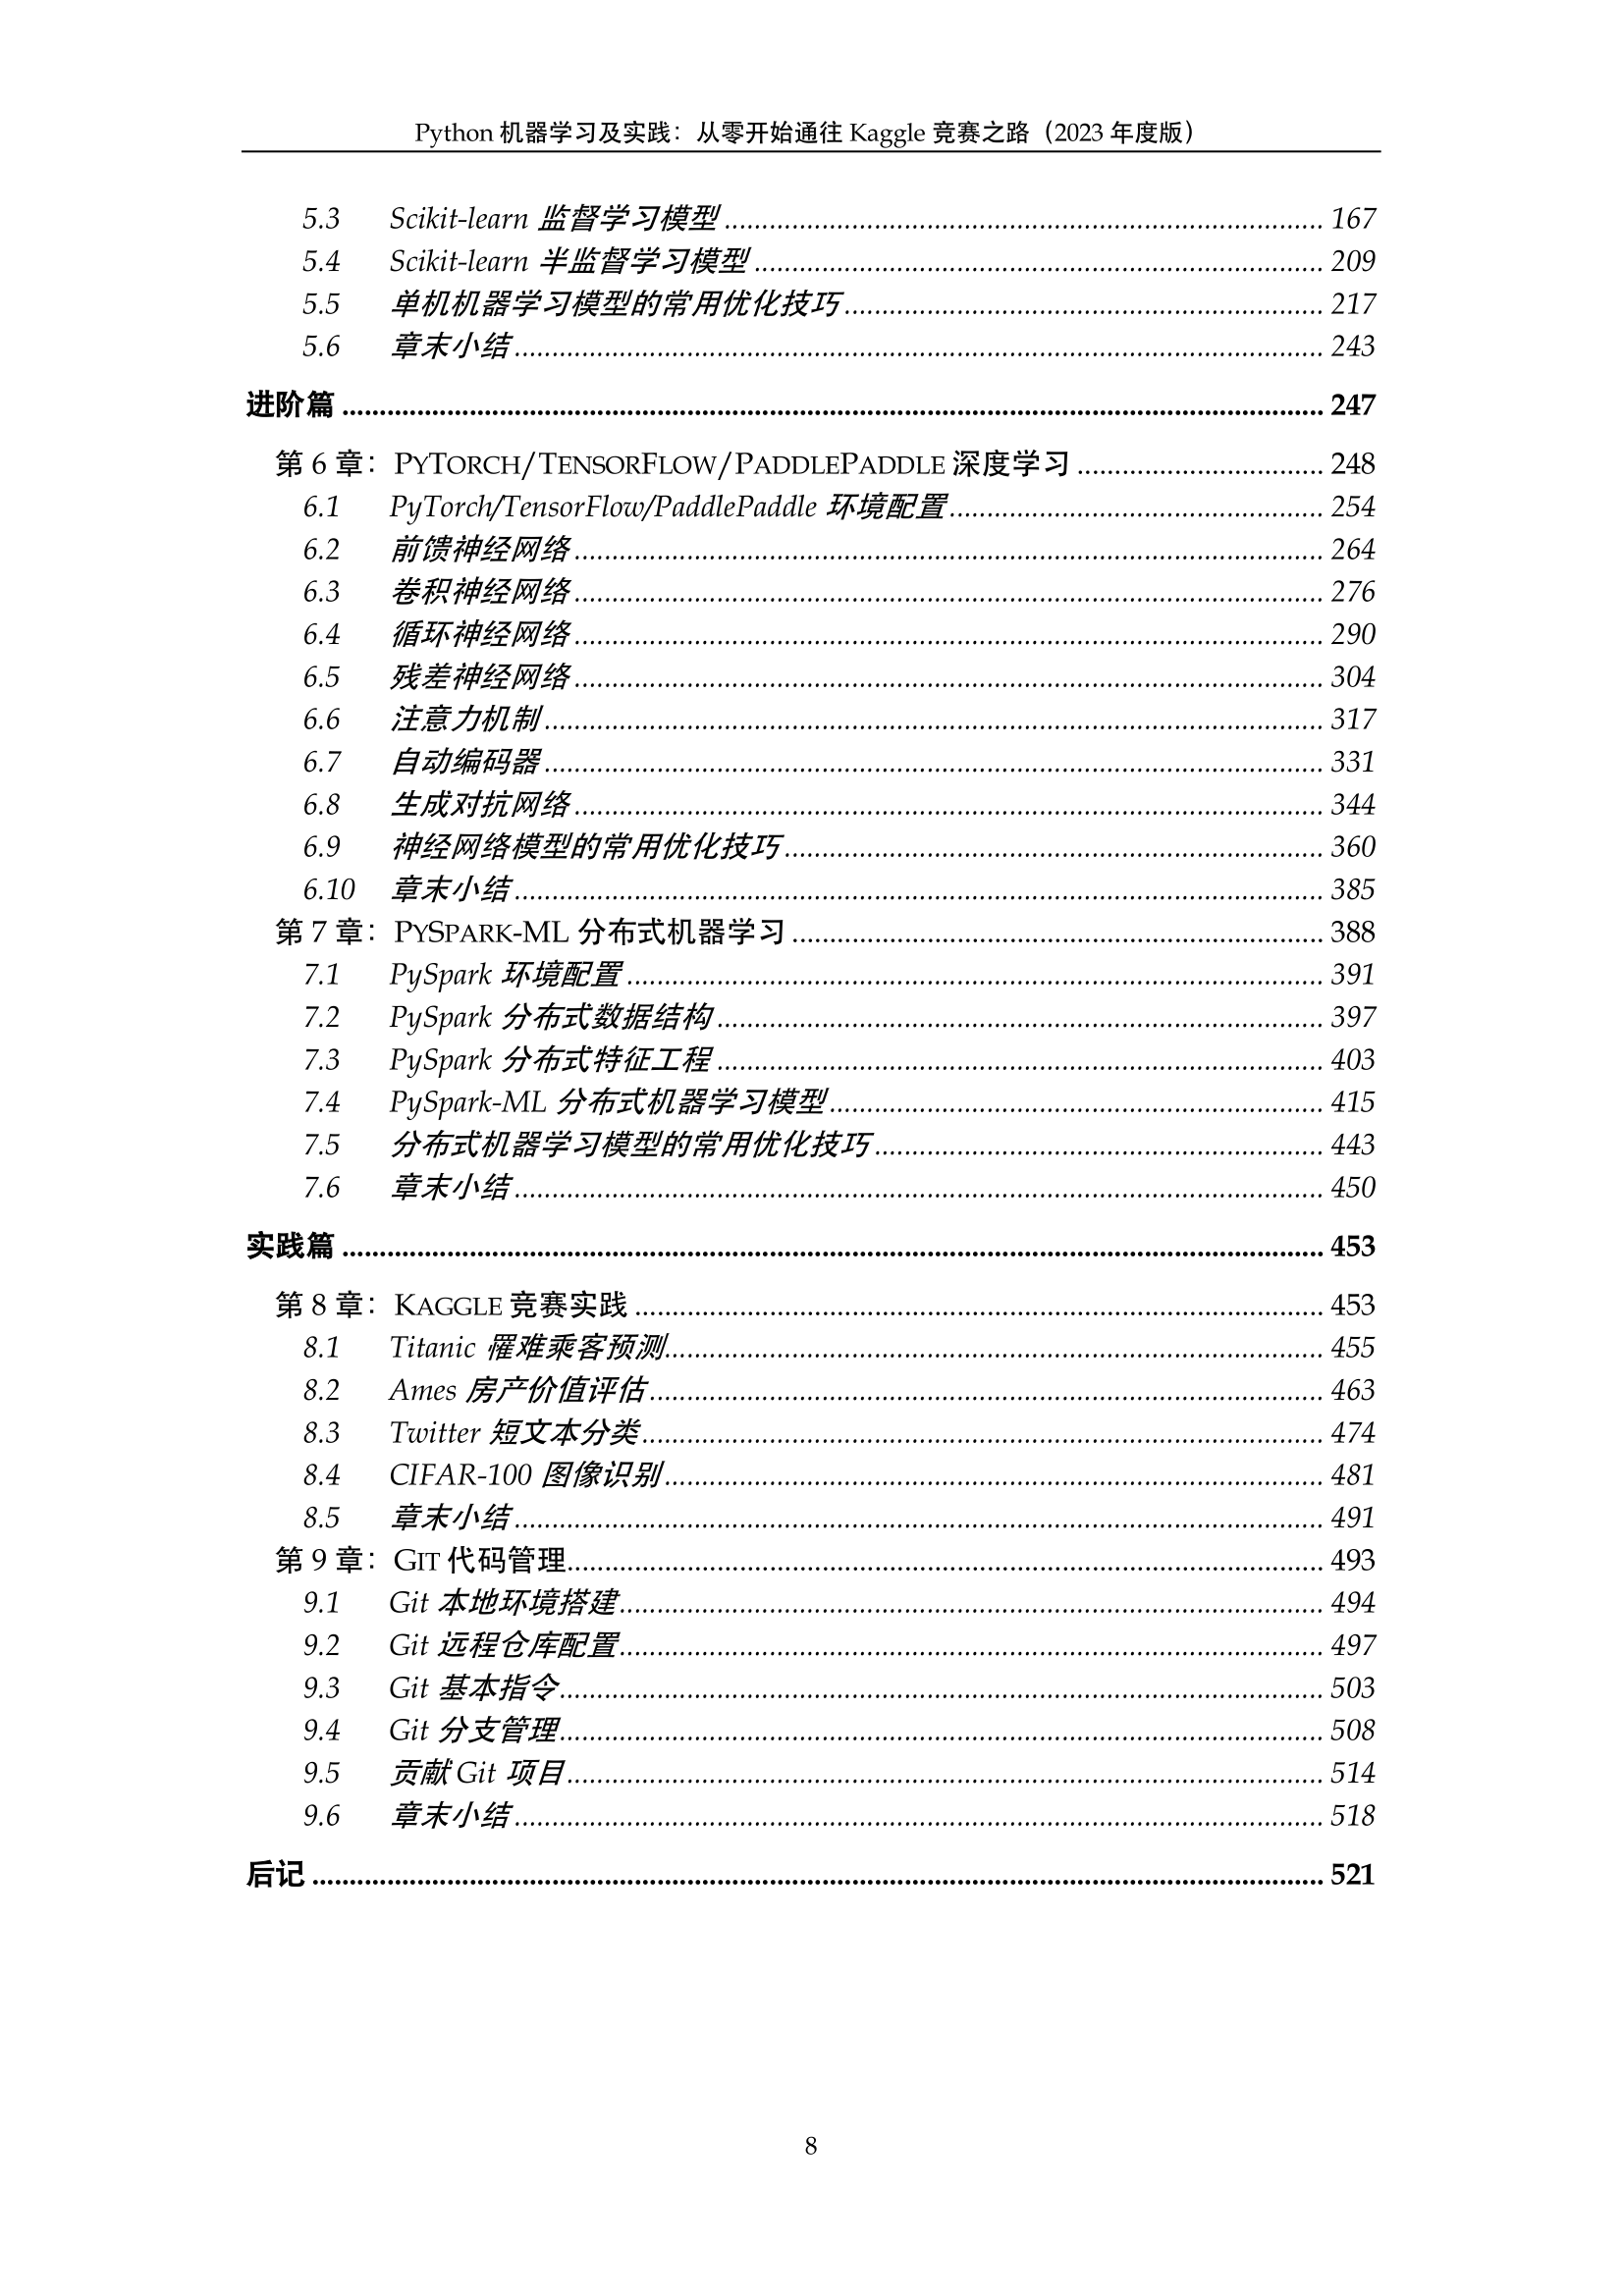 Python 机器学习及实践：从零开始通往 Kaggle 竞赛之路（2023 年度版）
5.3 Scikit-learn 监督学习模型 167
5.4 Scikit-learn 半监督学习模型 209
5.5 单机机器学习模型的常用优化技巧 217
5.6 章末小结 243
进阶篇 247
第 6 章：PYTORCH/TENSORFLOW/PADDLEPADDLE 深度学习 248
6.1 PyTorch/TensorFlow/PaddlePaddle 环境配置 254
6.2 前馈神经网络 264
6.3 卷积神经网络 276
6.4 循环神经网络 290
6.5 残差神经网络 304
6.6 注意力机制 317
6.7 自动编码器 331
6.8 生成对抗网络 344
6.9 神经网络模型的常用优化技巧 360
6.10 章末小结 385
第 7 章：PYSPARK-ML 分布式机器学习 388
7.1 PySpark 环境配置 391
7.2 PySpark 分布式数据结构 397
7.3 PySpark 分布式特征工程 403
7.4 PySpark-ML 分布式机器学习模型 415
7.5 分布式机器学习模型的常用优化技巧 443
7.6 章末小结 450
实践篇 453
第 8 章：KAGGLE 竞赛实践 453
8.1 Titanic 罹难乘客预测 455
8.2 Ames 房产价值评估 463
8.3 Twitter 短文本分类 474
8.4 CIFAR-100 图像识别 481
8.5 章末小结 491
第 9 章：GIT 代码管理 493
9.1 Git 本地环境搭建 494
9.2 Git 远程仓库配置 497
9.3 Git 基本指令 503
9.4 Git 分支管理 508
9.5 贡献 Git 项目 514
9.6 章末小结 518
后记 521
8